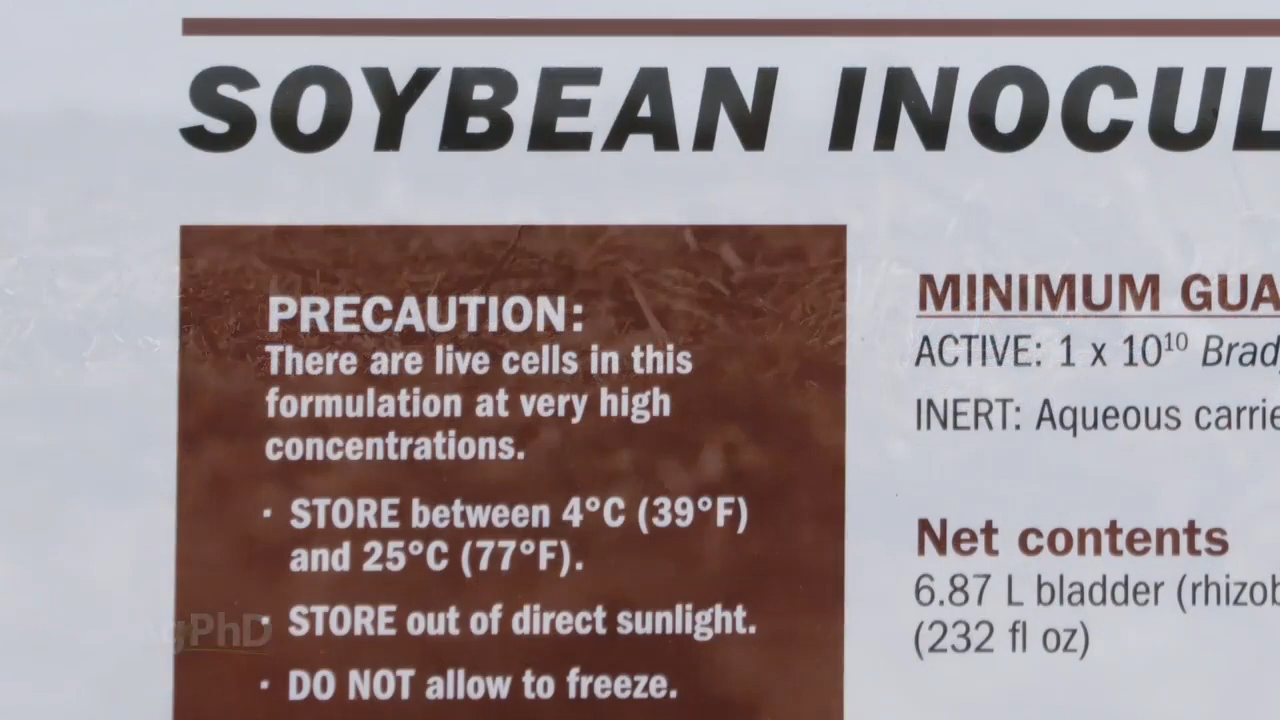 SOYBEAN INOCUL
PRECAUTION:
There are live cells in this
formulation at very high
concentrations.
· STORE between 4°C (39°F)
and 25°C (77°F).
· STORE out of direct sunlight.
· DO NOT allow to freeze.
MINIMUM GUA
ACTIVE: 1 x 10¹⁰ Brad
INERT: Aqueous carrie
Net contents
6.87 L bladder (rhizob
(232 fl oz)
AgPhD